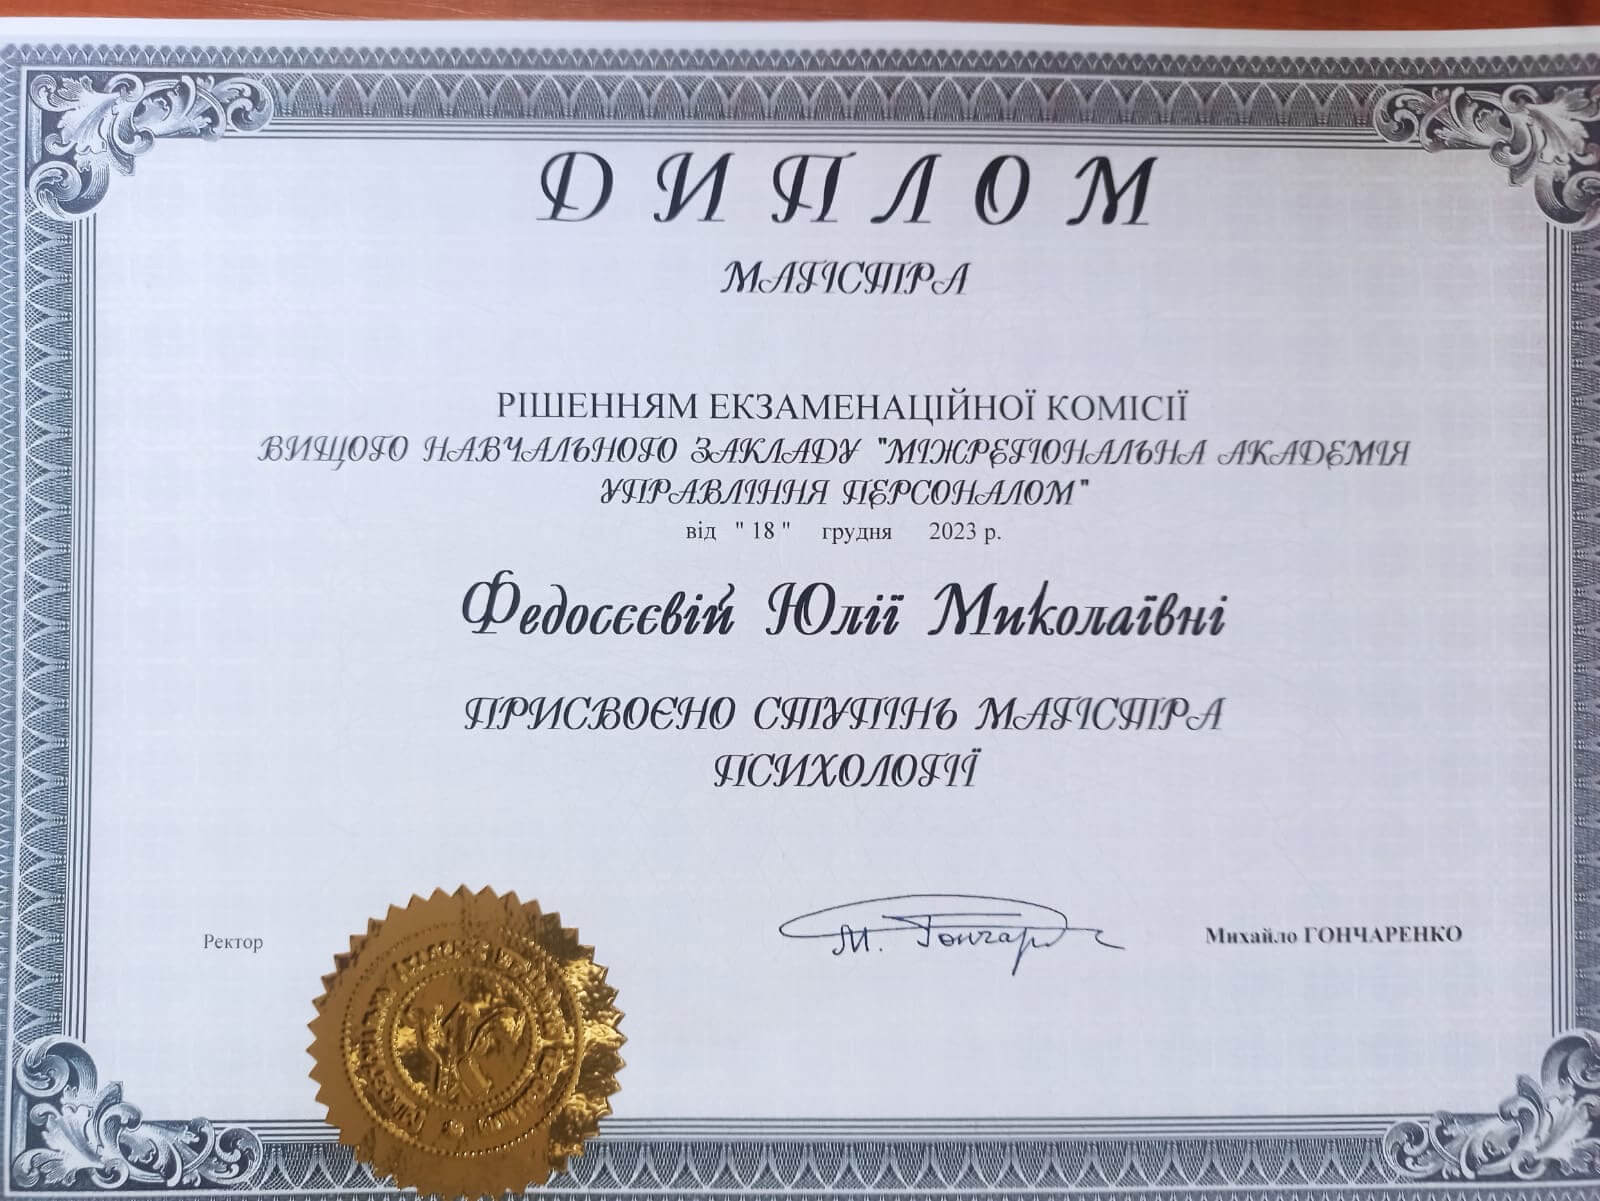 ДИПЛОМ
МАГІСТРА
РІШЕННЯМ ЕКЗАМЕНАЦІЙНОЇ КОМІСІЇ
ВИЩОГО НАВЧАЛЬНОГО ЗАКЛАДУ "МІЖРЕГІОНАЛЬНА АКАДЕМІЯ
УПРАВЛІННЯ ПЕРСОНАЛОМ"
від " 18 " грудня 2023 р.
Федосєєвій Юлії Миколаївні
ПРИСВОЄНО СТУПІНЬ МАГІСТРА
ПСИХОЛОГІЇ
Ректор
Михайло ГОНЧАРЕНКО